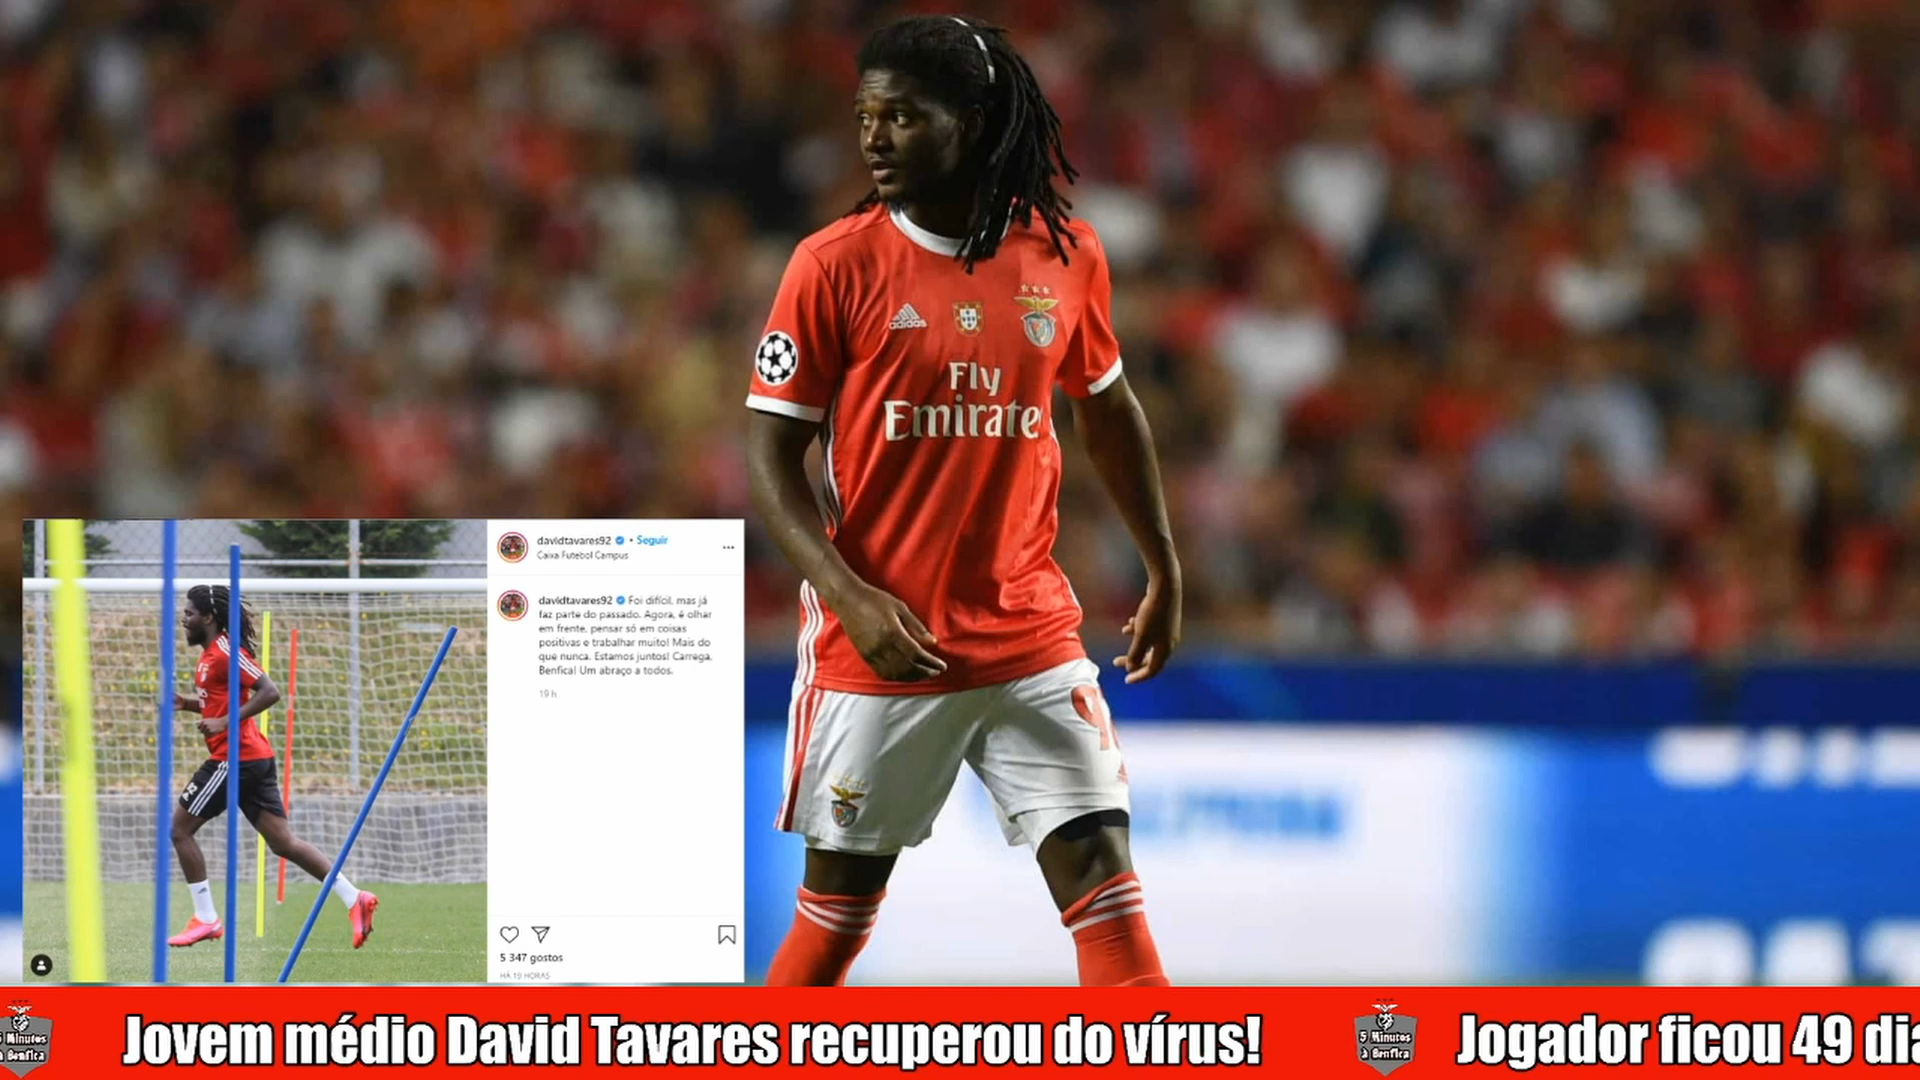 adidas
Fly
Emirates
davidtavares92 • Seguir
Caixa Futebol Campus
davidtavares92 Foi difícil, mas já
faz parte do passado. Agora, é olhar
em frente, pensar só em coisas
positivas e trabalhar muito! Mais do
que nunca. Estamos juntos! Carrega,
Benfica! Um abraço a todos.
19 h
5 347 gostos
HÁ 19 HORAS
5 Minutos
à Benfica
Jovem médio David Tavares recuperou do vírus!
5 Minutos
à Benfica
Jogador ficou 49 dia